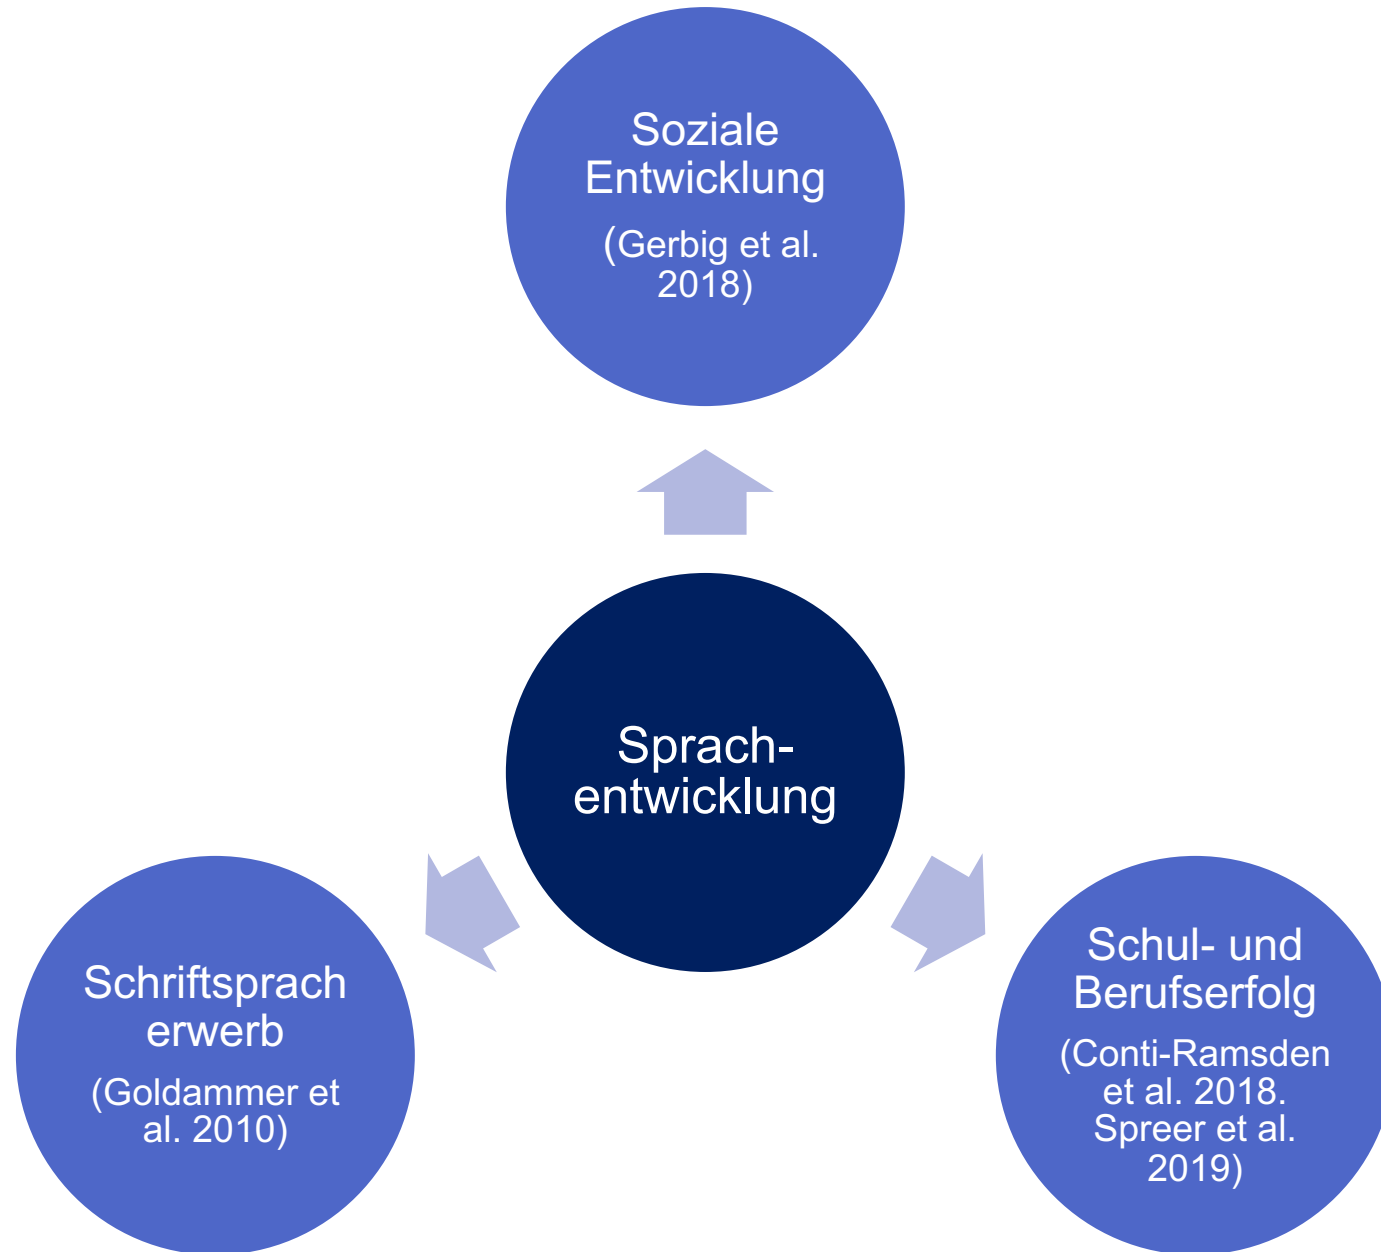 Soziale
Entwicklung
(Gerbig et al.
2018)
Sprach-
entwicklung
Schriftsprach
erwerb
(Goldammer et
al. 2010)
Schul- und
Berufserfolg
(Conti-Ramsden
et al. 2018.
Spreer et al.
2019)